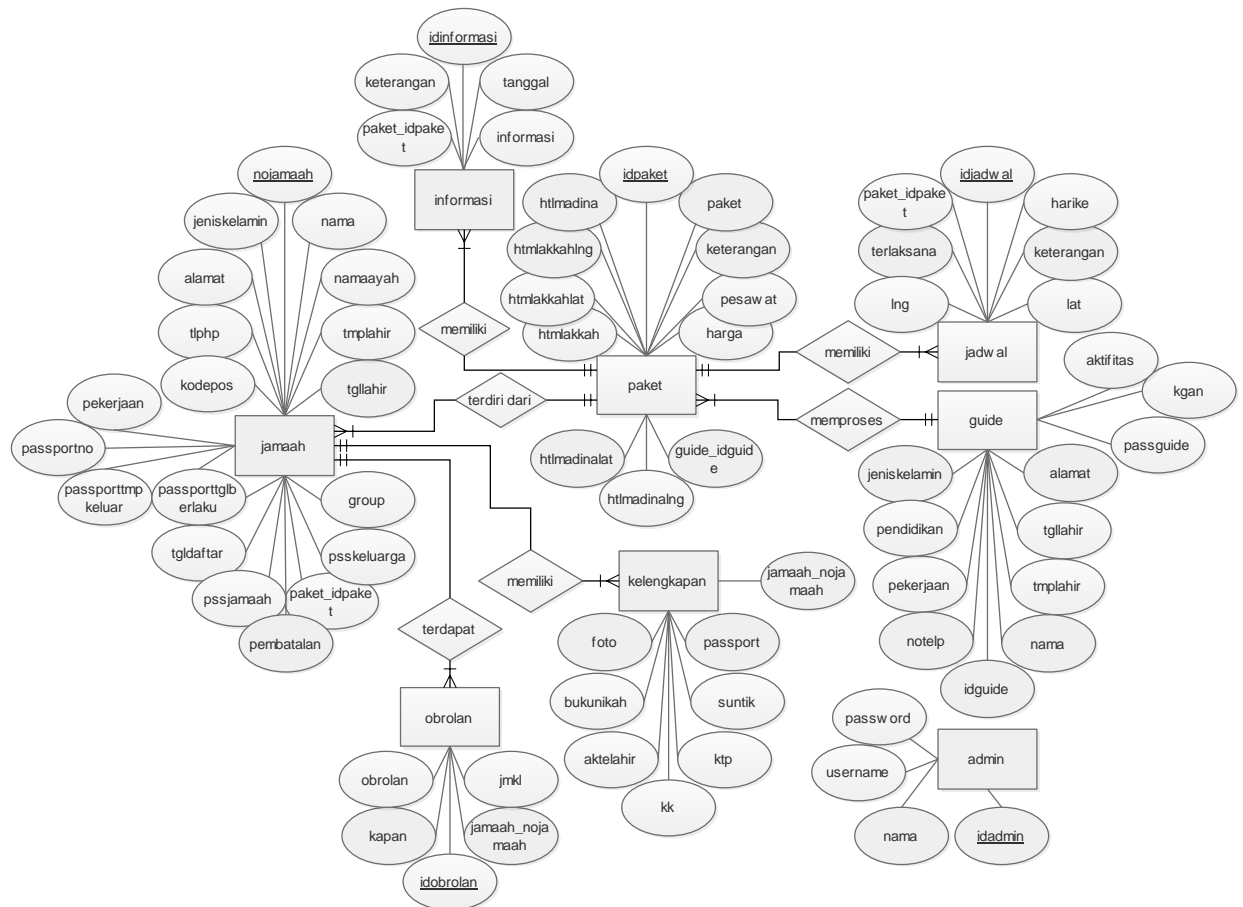 idinformasi
keterangan
tanggal
paket_idpake
t
informasi
informasi
nojamaah
jeniskelamin
nama
alamat
namaayah
tlphp
tmplahir
kodepos
tgllahir
pekerjaan
passportno
passporttmp
keluar
passporttglb
erlaku
jamaah
group
tgldaftar
psskeluarga
pssjamaah
paket_idpake
t
pembatalan
memiliki
terdiri dari
idpaket
htlmadina
paket
htmlakkahlng
keterangan
htmlakkahlat
pesawat
htmlakkah
harga
paket
htlmadinalat
guide_idguid
e
htlmadinalng
memiliki
memproses
idjadwal
paket_idpake
t
harike
terlaksana
keterangan
lng
lat
jadwal
aktifitas
kgan
passguide
guide
jeniskelamin
alamat
pendidikan
tgllahir
pekerjaan
tmplahir
notelp
nama
idguide
memiliki
kelengkapan
jamaah_noja
maah
foto
passport
bukunikah
suntik
aktelahir
ktp
kk
terdapat
obrolan
obrolan
jmkl
kapan
jamaah_noja
maah
idobrolan
password
username
admin
nama
idadmin